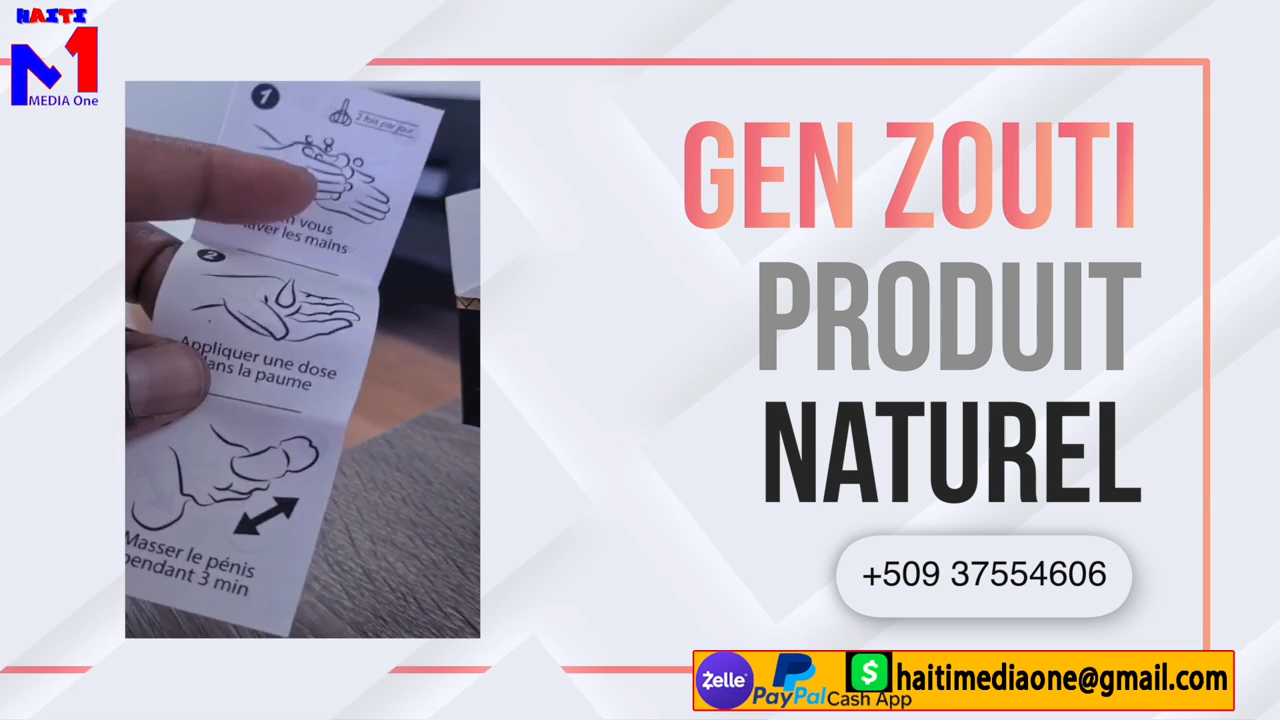 HAITI
M1
MEDIA One
1
2 fois par jour
vous
laver les mains
2
Appliquer une dose
dans la paume
Masser le pénis
pendant 3 min
GEN ZOUTI
PRODUIT
NATUREL
+509 37554606
Zelle
PayPal
$
Cash App
haitimediaone@gmail.com